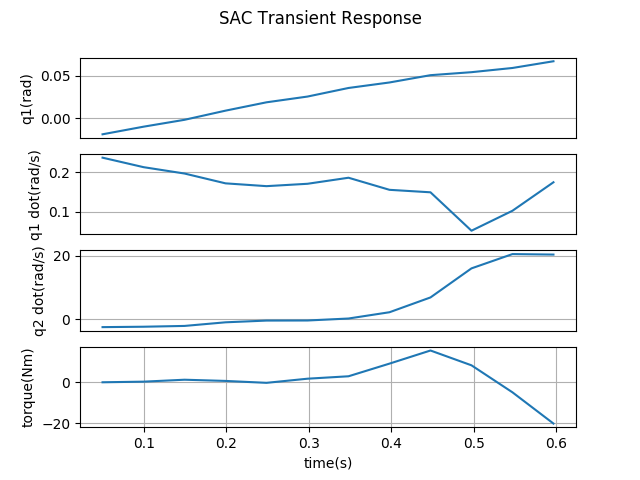 SAC Transient Response
q1(rad)
0.05
0.00
q1 dot(rad/s)
0.2
0.1
q2 dot(rad/s)
20
0
torque(Nm)
0
−20
0.1 0.2 0.3 0.4 0.5 0.6
time(s)